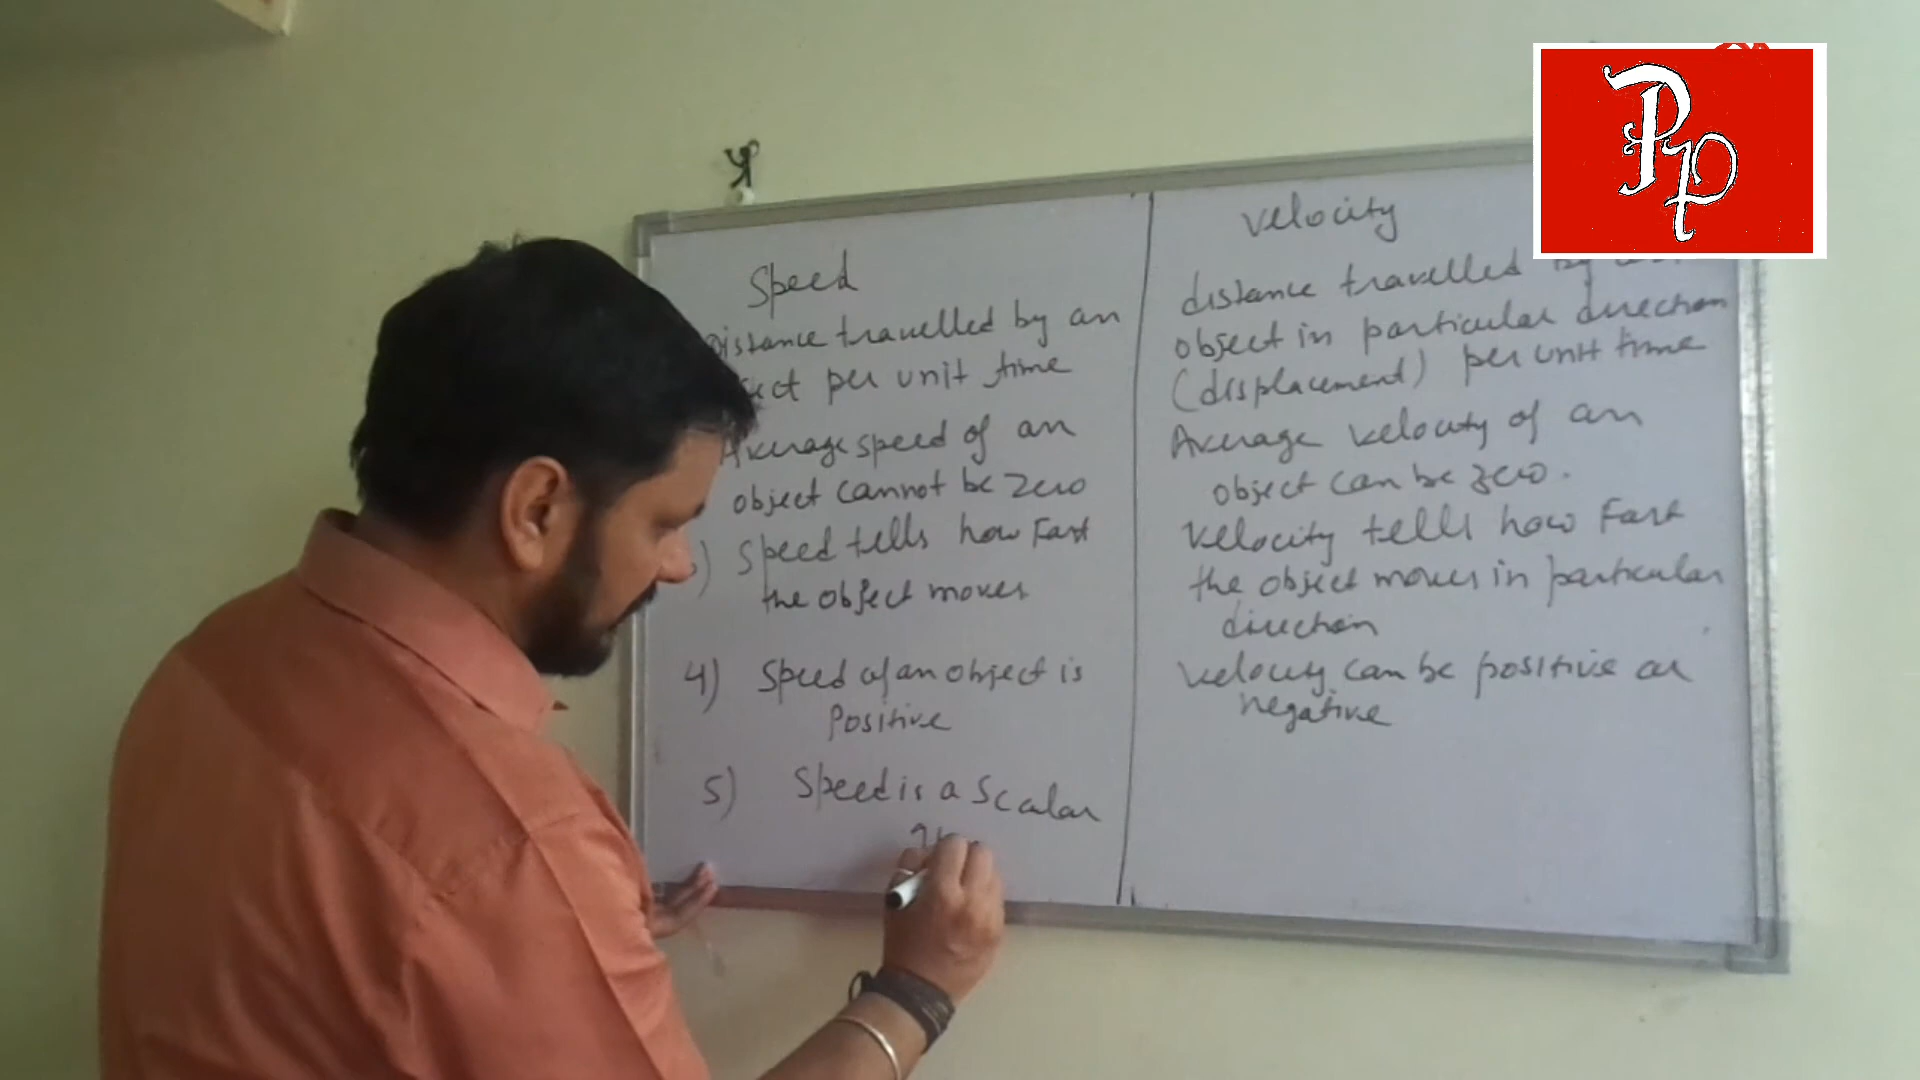 Speed
Distance travelled by an
ject per unit time
Average speed of an
object cannot be zero
) Speed tells how Fast
the object moves
4) Speed of an object is
Positive
5) Speed is a Scalar
Velocity
distance travelled by
object in particular direction
(displacement) per unit time
Average velocity of an
object can be zero.
Velocity tells how Fast
the object moves in particular
direction
velocity can be positive or
negative
PP